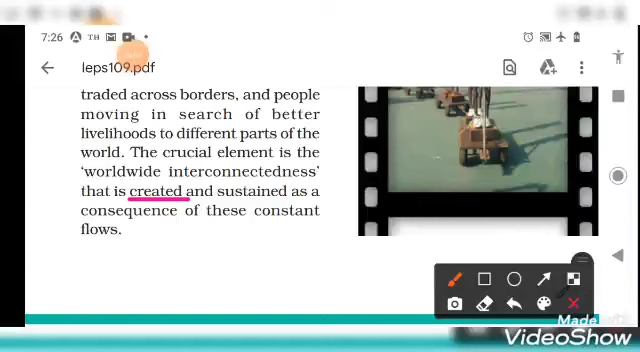 7:26
TH
leps109.pdf
traded across borders, and people
moving in search of better
livelihoods to different parts of the
world. The crucial element is the
‘worldwide interconnectedness’
that is created and sustained as a
consequence of these constant
flows.
Made
VideoShow